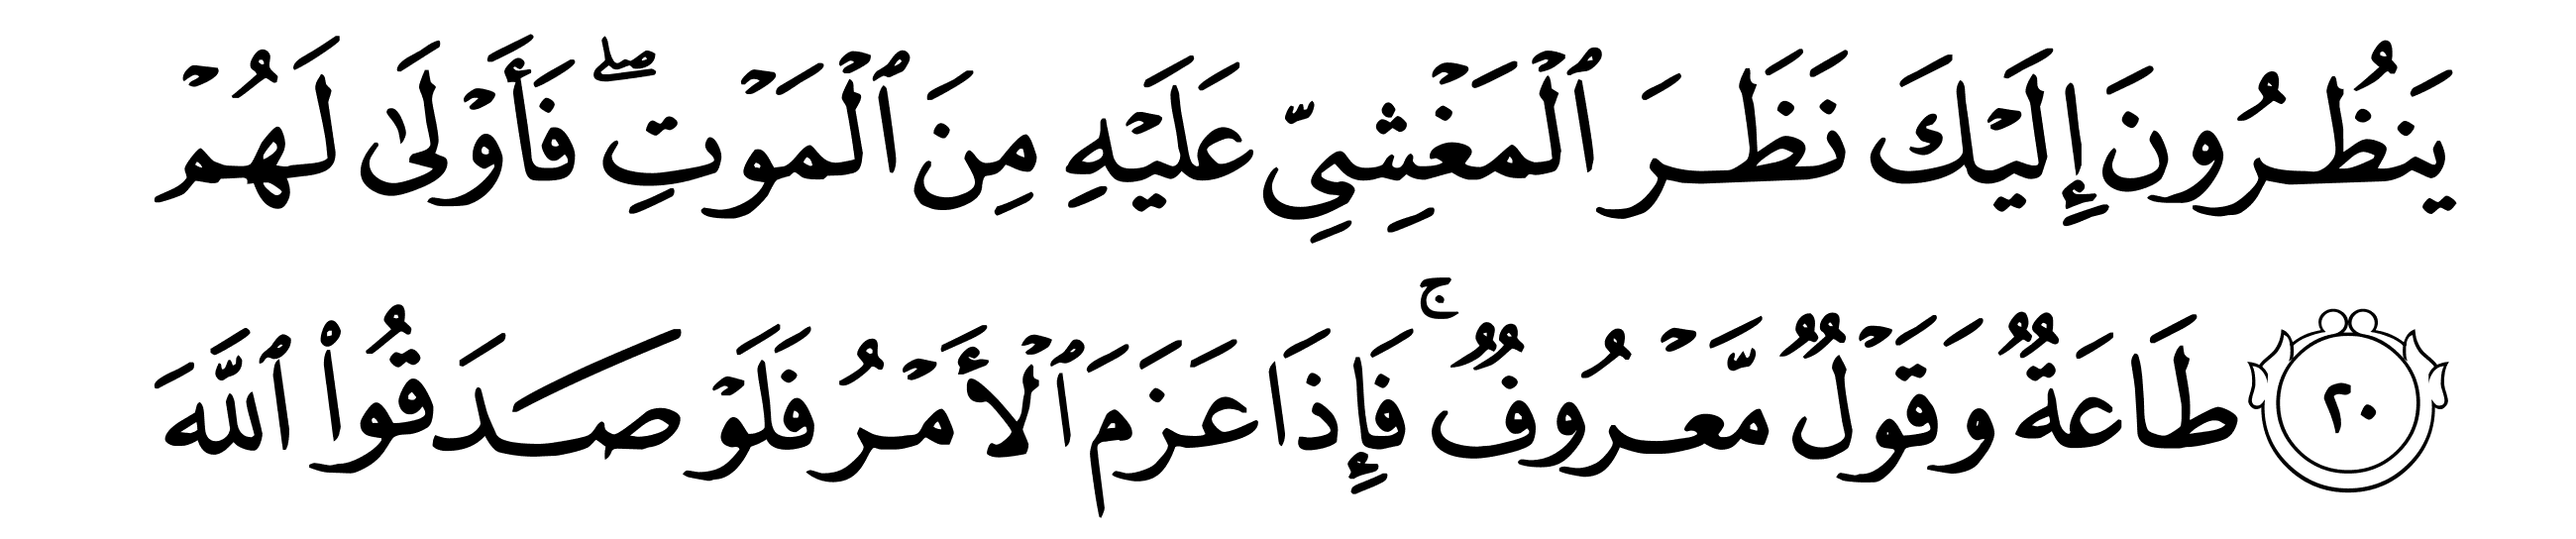 يَنظُرُونَ إِلَيۡكَ نَظَرَ ٱلۡمَغۡشِيِّ عَلَيۡهِ مِنَ ٱلۡمَوۡتِۖ فَأَوۡلَىٰ لَهُمۡ
٢٠ طَاعَةٞ وَقَوۡلٞ مَّعۡرُوفٞۚ فَإِذَا عَزَمَ ٱلۡأَمۡرُ فَلَوۡ صَدَقُواْ ٱللَّهَ